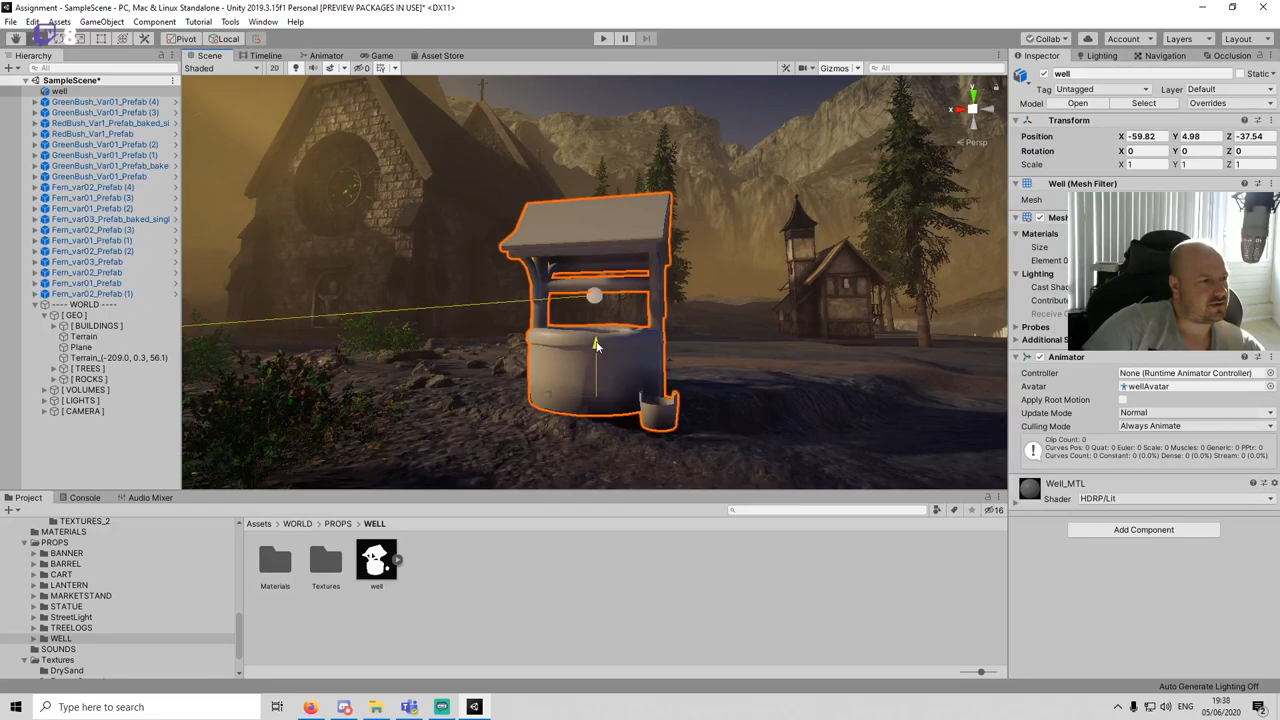 Assignment - SampleScene - PC, Mac & Linux Standalone - Unity 2019.3.15f1 Personal [PREVIEW PACKAGES IN USE]* <DX11>
File Edit Assets GameObject Component Tutorial Tools Window Help
8
Pivot Local
Collab Account Layers Layout
Hierarchy
All
SampleScene*
well
GreenBush_Var01_Prefab (4)
GreenBush_Var01_Prefab (3)
RedBush_Var1_Prefab_baked_si
RedBush_Var1_Prefab
GreenBush_Var01_Prefab (2)
GreenBush_Var01_Prefab (1)
GreenBush_Var01_Prefab_bake
GreenBush_Var01_Prefab
Fern_var02_Prefab (4)
Fern_var01_Prefab (3)
Fern_var01_Prefab (2)
Fern_var03_Prefab_baked_singl
Fern_var02_Prefab (3)
Fern_var01_Prefab (1)
Fern_var02_Prefab (2)
Fern_var03_Prefab
Fern_var02_Prefab
Fern_var01_Prefab
Fern_var02_Prefab (1)
---- WORLD ----
[ GEO ]
[ BUILDINGS ]
Terrain
Plane
Terrain_(-209.0, 0.3, 56.1)
[ TREES ]
[ ROCKS ]
[ VOLUMES ]
[ LIGHTS ]
[ CAMERA ]
Scene Timeline Animator Game Asset Store
Shaded 2D 0 Gizmos All
y
x
Persp
Inspector Lighting Navigation Occlusion
well Static
Tag Untagged Layer Default
Model Open Select Overrides
Transform
Position X -59.82 Y 4.98 Z -37.54
Rotation X 0 Y 0 Z 0
Scale X 1 Y 1 Z 1
Well (Mesh Filter)
Mesh
Mesh
Materials
Size
Element 0
Lighting
Cast Shad
Contribut
Receive
Probes
Additional S
Animator
Controller None (Runtime Animator Controller)
Avatar wellAvatar
Apply Root Motion
Update Mode Normal
Culling Mode Always Animate
Clip Count: 0
Curves Pos: 0 Quat: 0 Euler: 0 Scale: 0 Muscles: 0 Generic: 0 PPtr: 0
Curves Count: 0 Constant: 0 (0.0%) Dense: 0 (0.0%) Stream: 0 (0.0%)
Well_MTL
Shader HDRP/Lit
Add Component
Project Console Audio Mixer
16
TEXTURES_2
MATERIALS
PROPS
BANNER
BARREL
CART
LANTERN
MARKETSTAND
STATUE
StreetLight
TREELOGS
WELL
SOUNDS
Textures
DrySand
Assets WORLD PROPS WELL
Materials Textures well
Auto Generate Lighting Off
Type here to search
ENG
19:38
05/06/2020
2